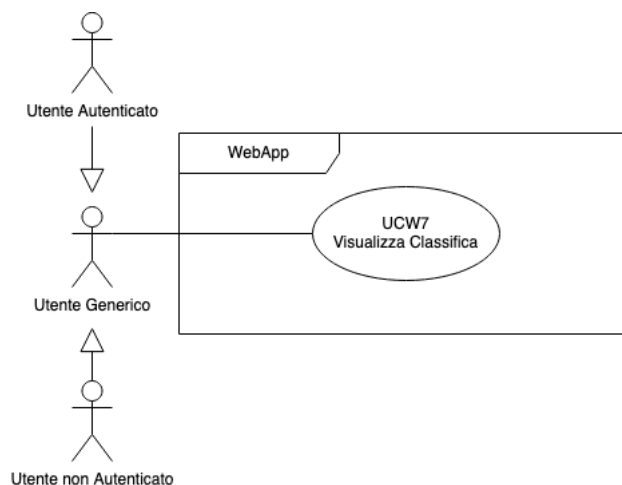 Utente Autenticato
WebApp
UCW7
Visualizza Classifica
Utente Generico
Utente non Autenticato